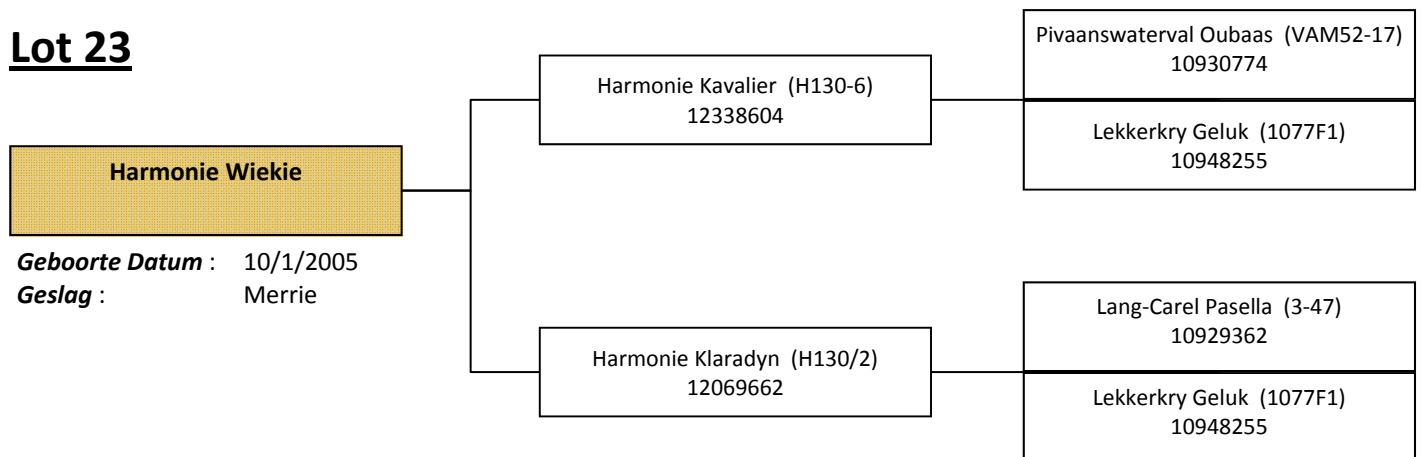 Lot 23
Harmonie Wiekie
Geboorte Datum : 10/1/2005
Geslag : Merrie
Harmonie Kavalier (H130-6)
12338604
Harmonie Klaradyn (H130/2)
12069662
Pivaanswaterval Oubaas (VAM52-17)
10930774
Lekkerkry Geluk (1077F1)
10948255
Lang-Carel Pasella (3-47)
10929362
Lekkerkry Geluk (1077F1)
10948255